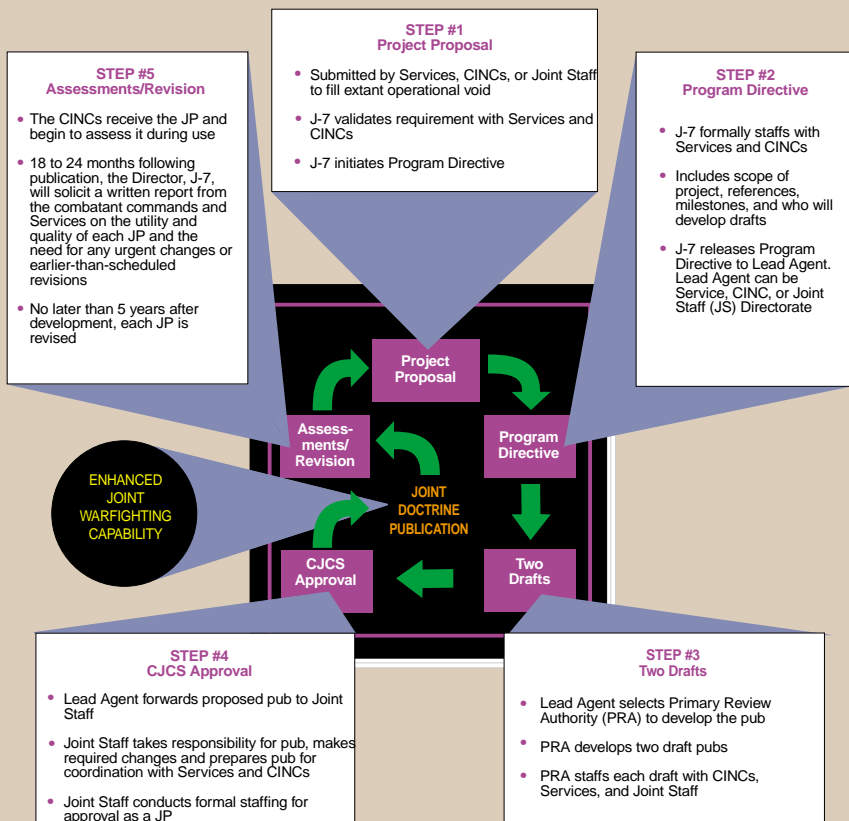 STEP #1
Project Proposal
• Submitted by Services, CINCs, or Joint Staff
to fill extant operational void
• J-7 validates requirement with Services and
CINCs
• J-7 initiates Program Directive
STEP #5
Assessments/Revision
• The CINCs receive the JP and
begin to assess it during use
• 18 to 24 months following
publication, the Director, J-7,
will solicit a written report from
the combatant commands and
Services on the utility and
quality of each JP and the
need for any urgent changes or
earlier-than-scheduled
revisions
• No later than 5 years after
development, each JP is
revised
STEP #2
Program Directive
• J-7 formally staffs with
Services and CINCs
• Includes scope of
project, references,
milestones, and who will
develop drafts
• J-7 releases Program
Directive to Lead Agent.
Lead Agent can be
Service, CINC, or Joint
Staff (JS) Directorate
Project
Proposal
Assess-
ments/
Revision
Program
Directive
ENHANCED
JOINT
WARFIGHTING
CAPABILITY
JOINT
DOCTRINE
PUBLICATION
CJCS
Approval
Two
Drafts
STEP #4
CJCS Approval
• Lead Agent forwards proposed pub to Joint
Staff
• Joint Staff takes responsibility for pub, makes
required changes and prepares pub for
coordination with Services and CINCs
• Joint Staff conducts formal staffing for
approval as a JP
STEP #3
Two Drafts
• Lead Agent selects Primary Review
Authority (PRA) to develop the pub
• PRA develops two draft pubs
• PRA staffs each draft with CINCs,
Services, and Joint Staff